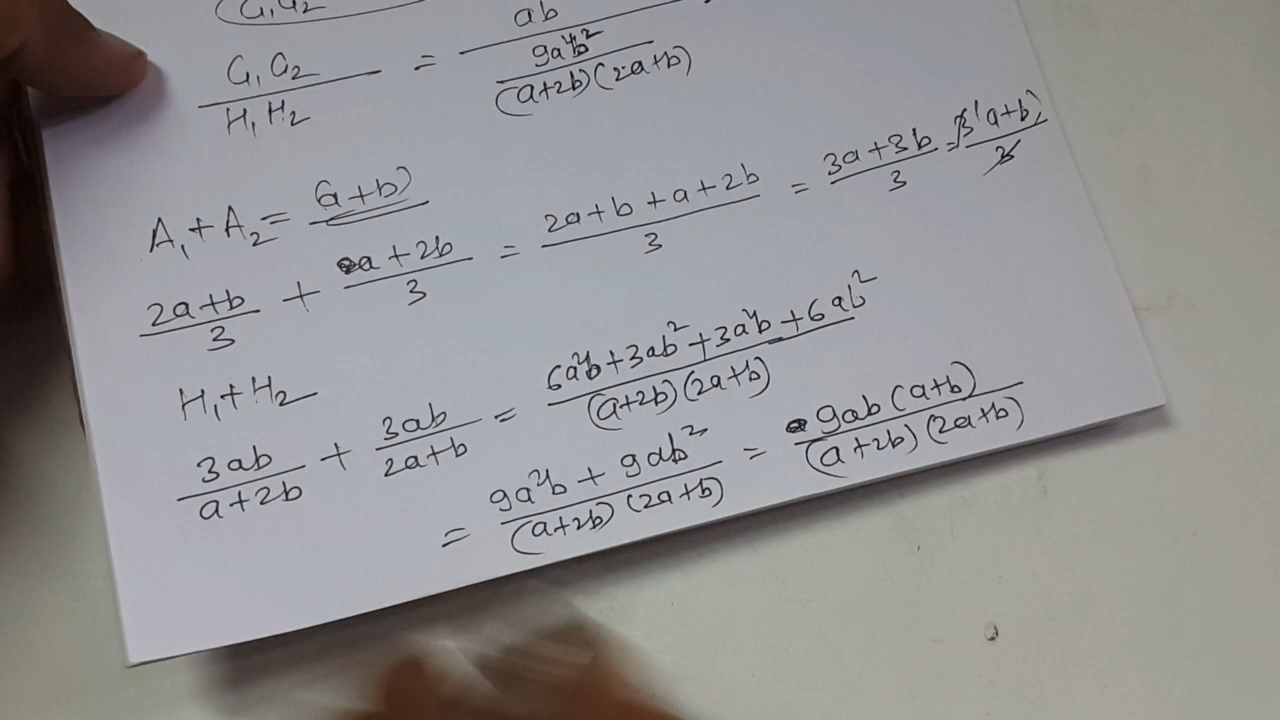 G₁G₂
G₁G₂/H₁H₂ = ab/(9a²b²/((a+2b)(2a+b)))
A₁+A₂ = (a+b)
(2a+b)/3 + (a+2b)/3 = (2a+b+a+2b)/3 = (3a+3b)/3 = 3(a+b)/3
H₁+H₂
3ab/(a+2b) + 3ab/(2a+b) = (6a²b+3ab²+3a²b+6ab²)/((a+2b)(2a+b))
= (9a²b+9ab²)/((a+2b)(2a+b)) = 9ab(a+b)/((a+2b)(2a+b))